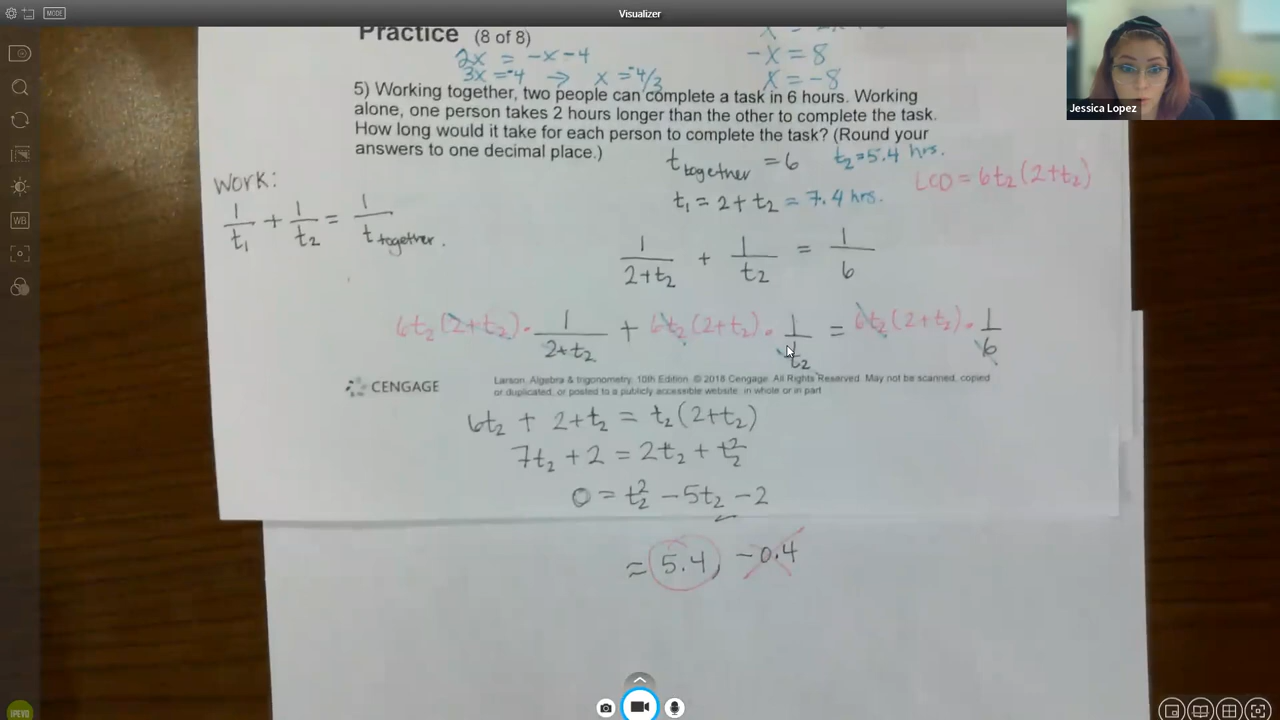 MODE
Visualizer
Jessica Lopez
Practice (8 of 8)
2x = -x-4
3x = -4 → x = -4/3
-x = 8
x = -8
5) Working together, two people can complete a task in 6 hours. Working
alone, one person takes 2 hours longer than the other to complete the task.
How long would it take for each person to complete the task? (Round your
answers to one decimal place.)
t together = 6 t₂=5.4 hrs.
LCD = 6t₂(2+t₂)
t₁ = 2+t₂ = 7.4 hrs.
Work:
1/t₁ + 1/t₂ = 1/t together.
1/(2+t₂) + 1/t₂ = 1/6
6t₂(2+t₂) · 1/(2+t₂) + 6t₂(2+t₂) · 1/t₂ = 6t₂(2+t₂) · 1/6
CENGAGE
Larson, Algebra & trigonometry, 10th Edition. © 2018 Cengage. All Rights Reserved. May not be scanned, copied
or duplicated, or posted to a publicly accessible website, in whole or in part.
6t₂ + 2+t₂ = t₂(2+t₂)
7t₂ + 2 = 2t₂ + t₂²
0 = t₂² - 5t₂ - 2
≈ 5.4, -0.4
WB
IPEVO